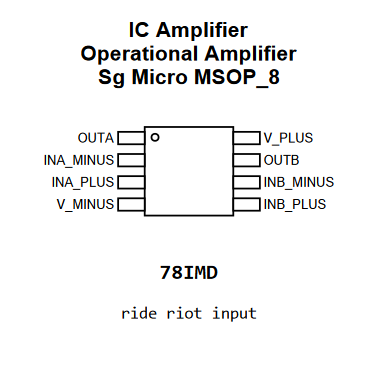 IC Amplifier
Operational Amplifier
Sg Micro MSOP_8
OUTA V_PLUS
INA_MINUS OUTB
INA_PLUS INB_MINUS
V_MINUS INB_PLUS
78IMD
ride riot input